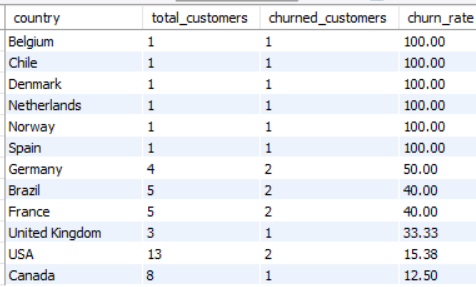 country total_customers churned_customers churn_rate
Belgium 1 1 100.00
Chile 1 1 100.00
Denmark 1 1 100.00
Netherlands 1 1 100.00
Norway 1 1 100.00
Spain 1 1 100.00
Germany 4 2 50.00
Brazil 5 2 40.00
France 5 2 40.00
United Kingdom 3 1 33.33
USA 13 2 15.38
Canada 8 1 12.50